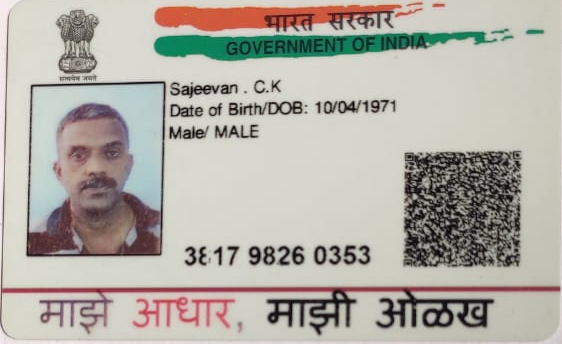 भारत सरकार
GOVERNMENT OF INDIA
सत्यमेव जयते
Sajeevan . C.K
Date of Birth/DOB: 10/04/1971
Male/ MALE
3817 9826 0353
माझे आधार, माझी ओळख